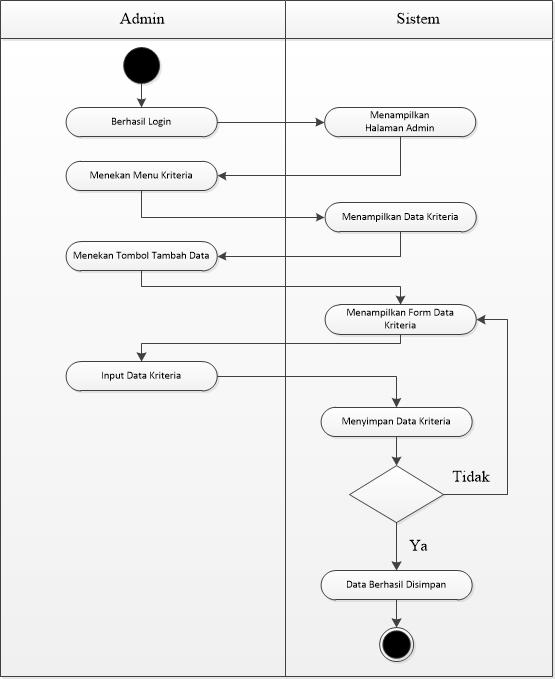 Admin
Sistem
Berhasil Login
Menampilkan
Halaman Admin
Menekan Menu Kriteria
Menampilkan Data Kriteria
Menekan Tombol Tambah Data
Menampilkan Form Data
Kriteria
Input Data Kriteria
Menyimpan Data Kriteria
Tidak
Ya
Data Berhasil Disimpan